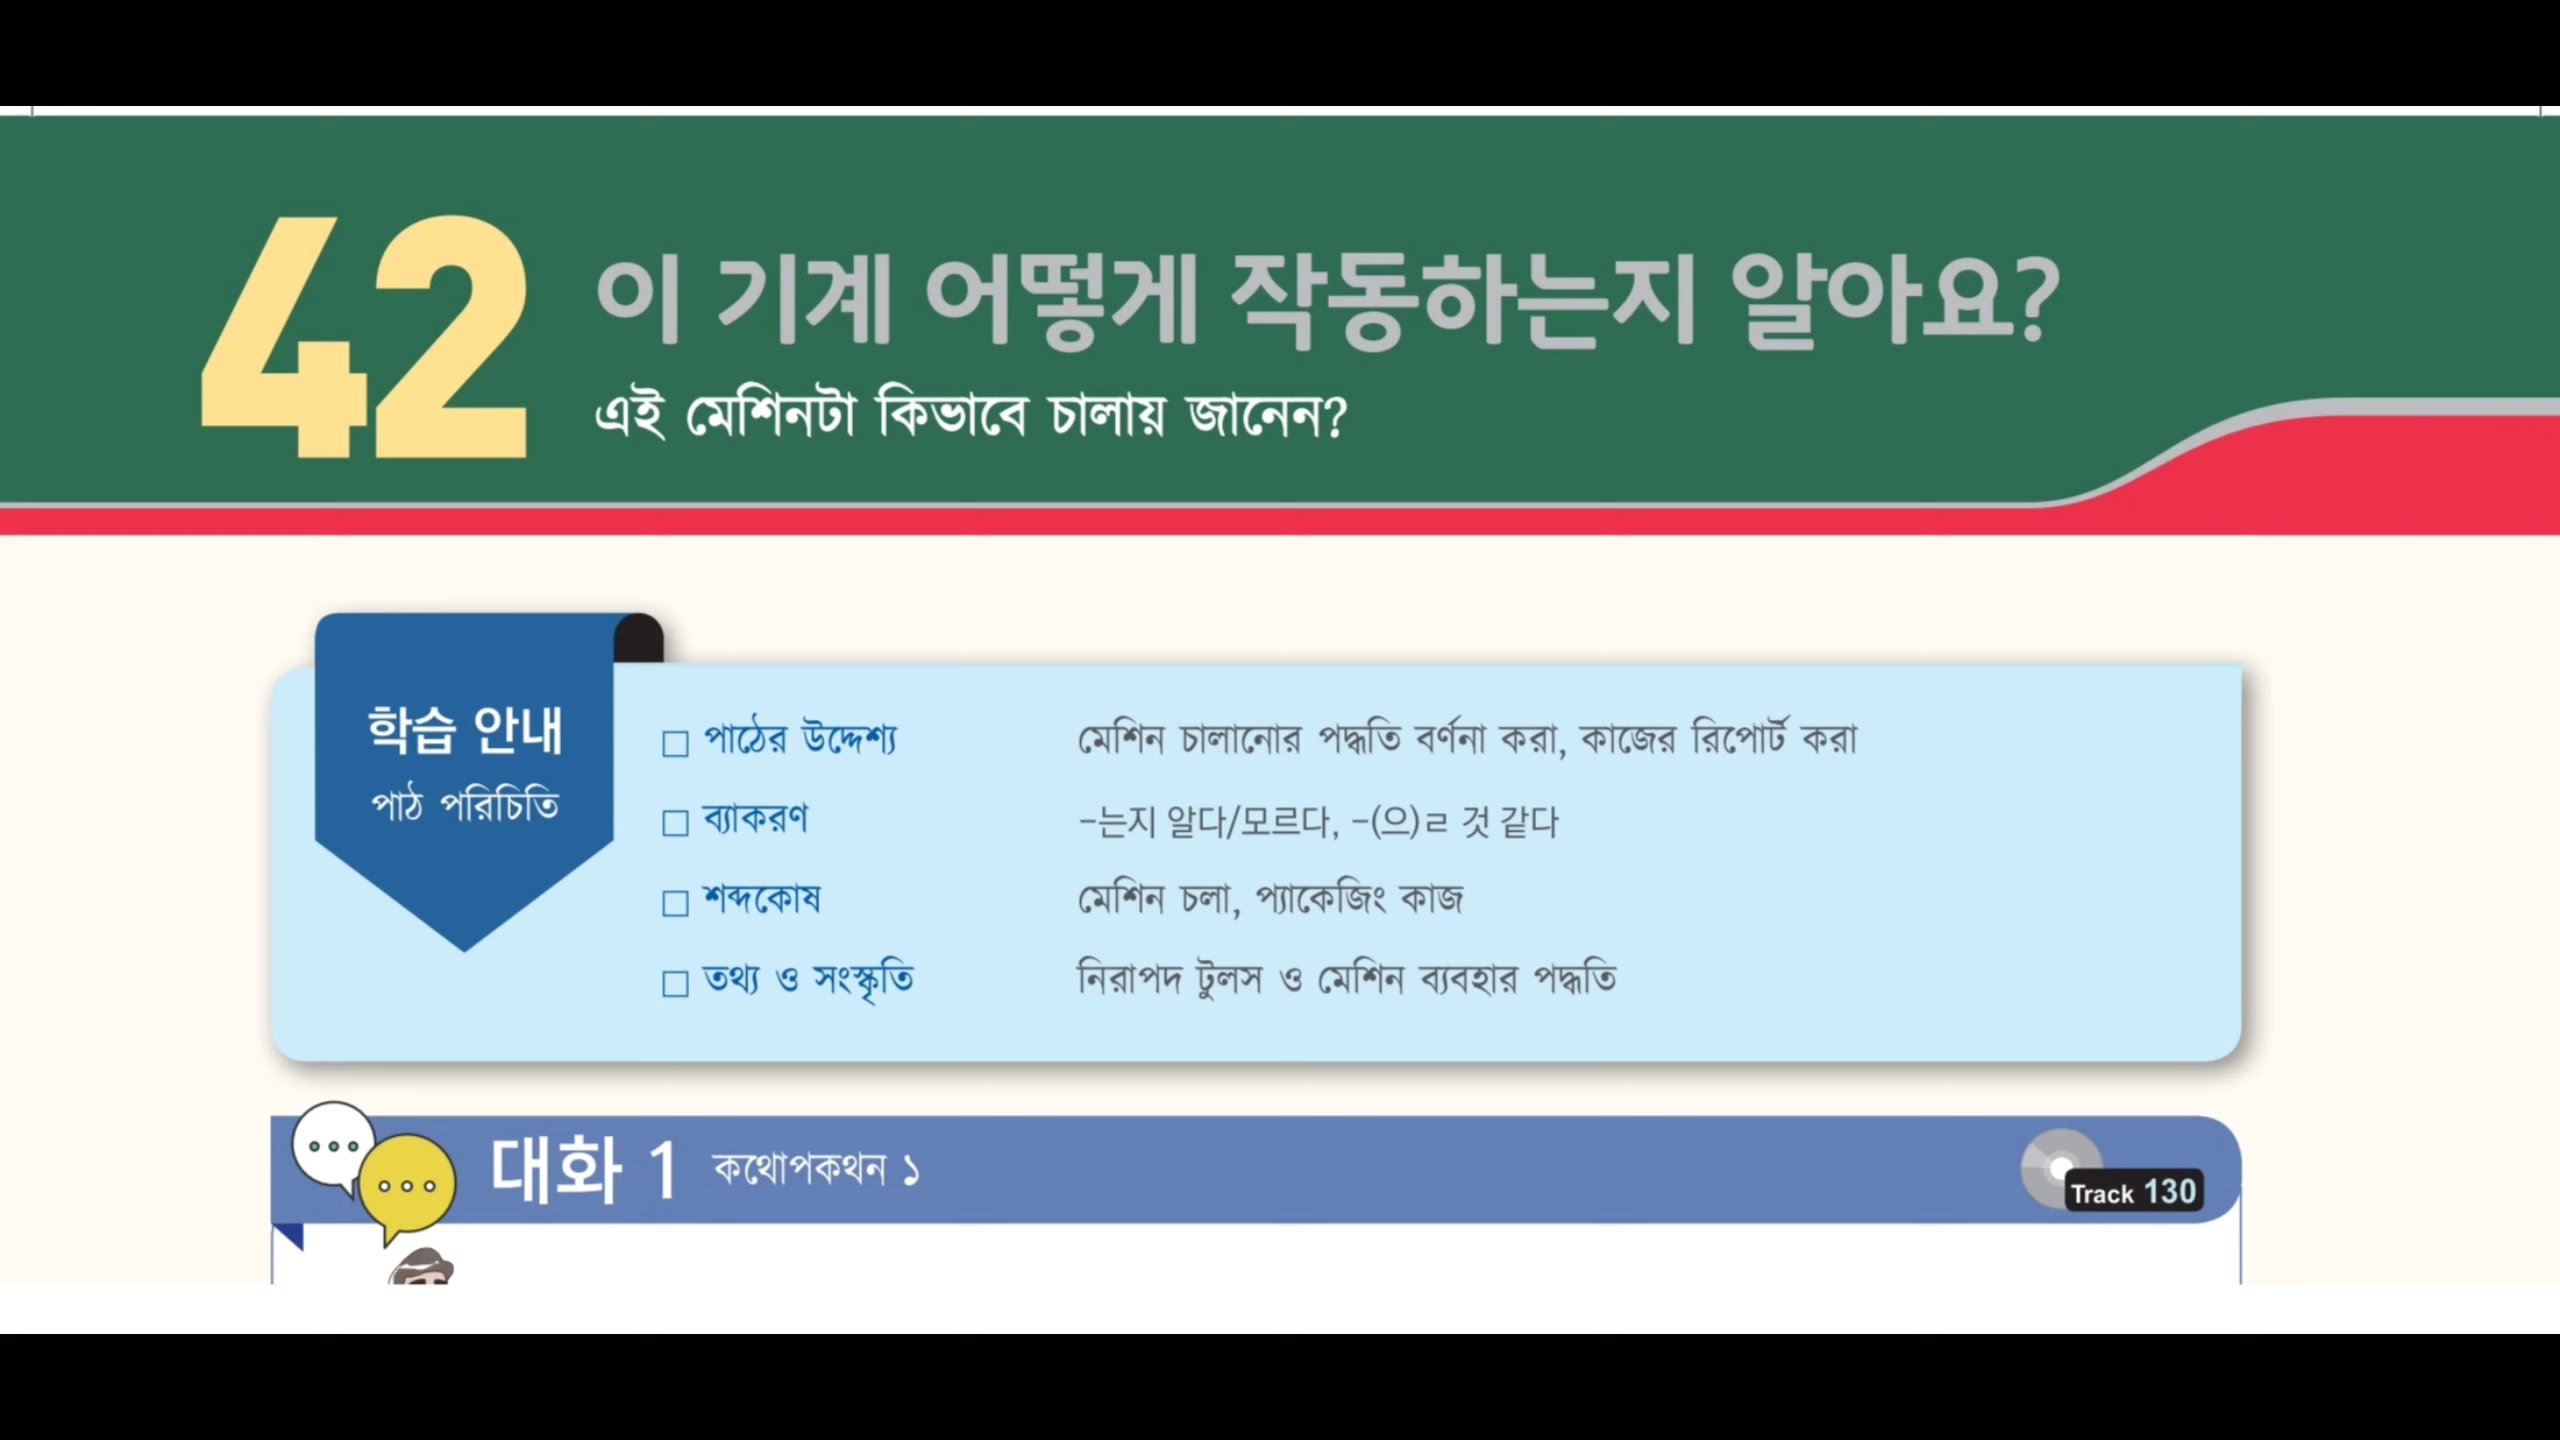 42
이 기계 어떻게 작동하는지 알아요?
এই মেশিনটা কিভাবে চালায় জানেন?
학습 안내
পাঠ পরিচিতি
□ পাঠের উদ্দেশ্য মেশিন চালানোর পদ্ধতি বর্ণনা করা, কাজের রিপোর্ট করা
□ ব্যাকরণ -는지 알다/모르다, -(으)ㄹ 것 같다
□ শব্দকোষ মেশিন চলা, প্যাকেজিং কাজ
□ তথ্য ও সংস্কৃতি নিরাপদ টুলস ও মেশিন ব্যবহার পদ্ধতি
대화 1 কথোপকথন ১
Track 130